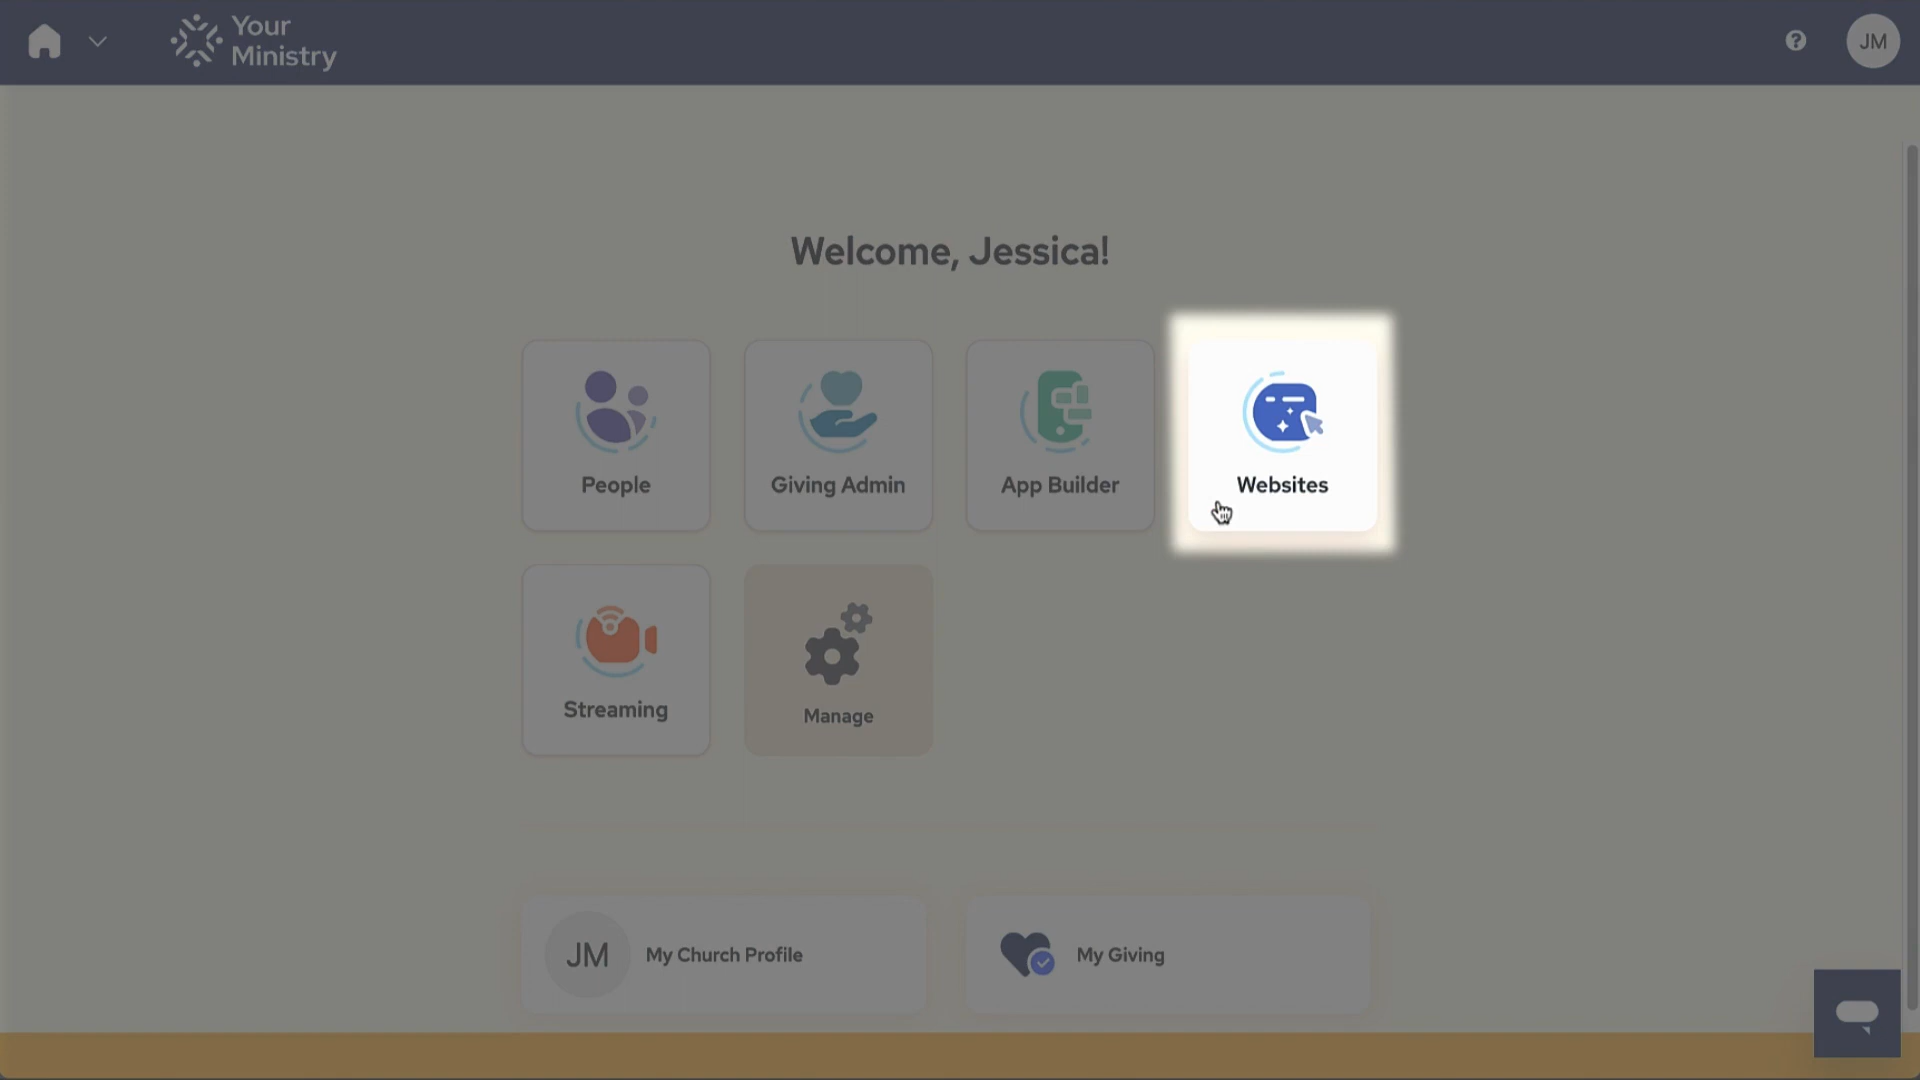 Your
Ministry
JM
Welcome, Jessica!
People
Giving Admin
App Builder
Websites
Streaming
Manage
JM
My Church Profile
My Giving